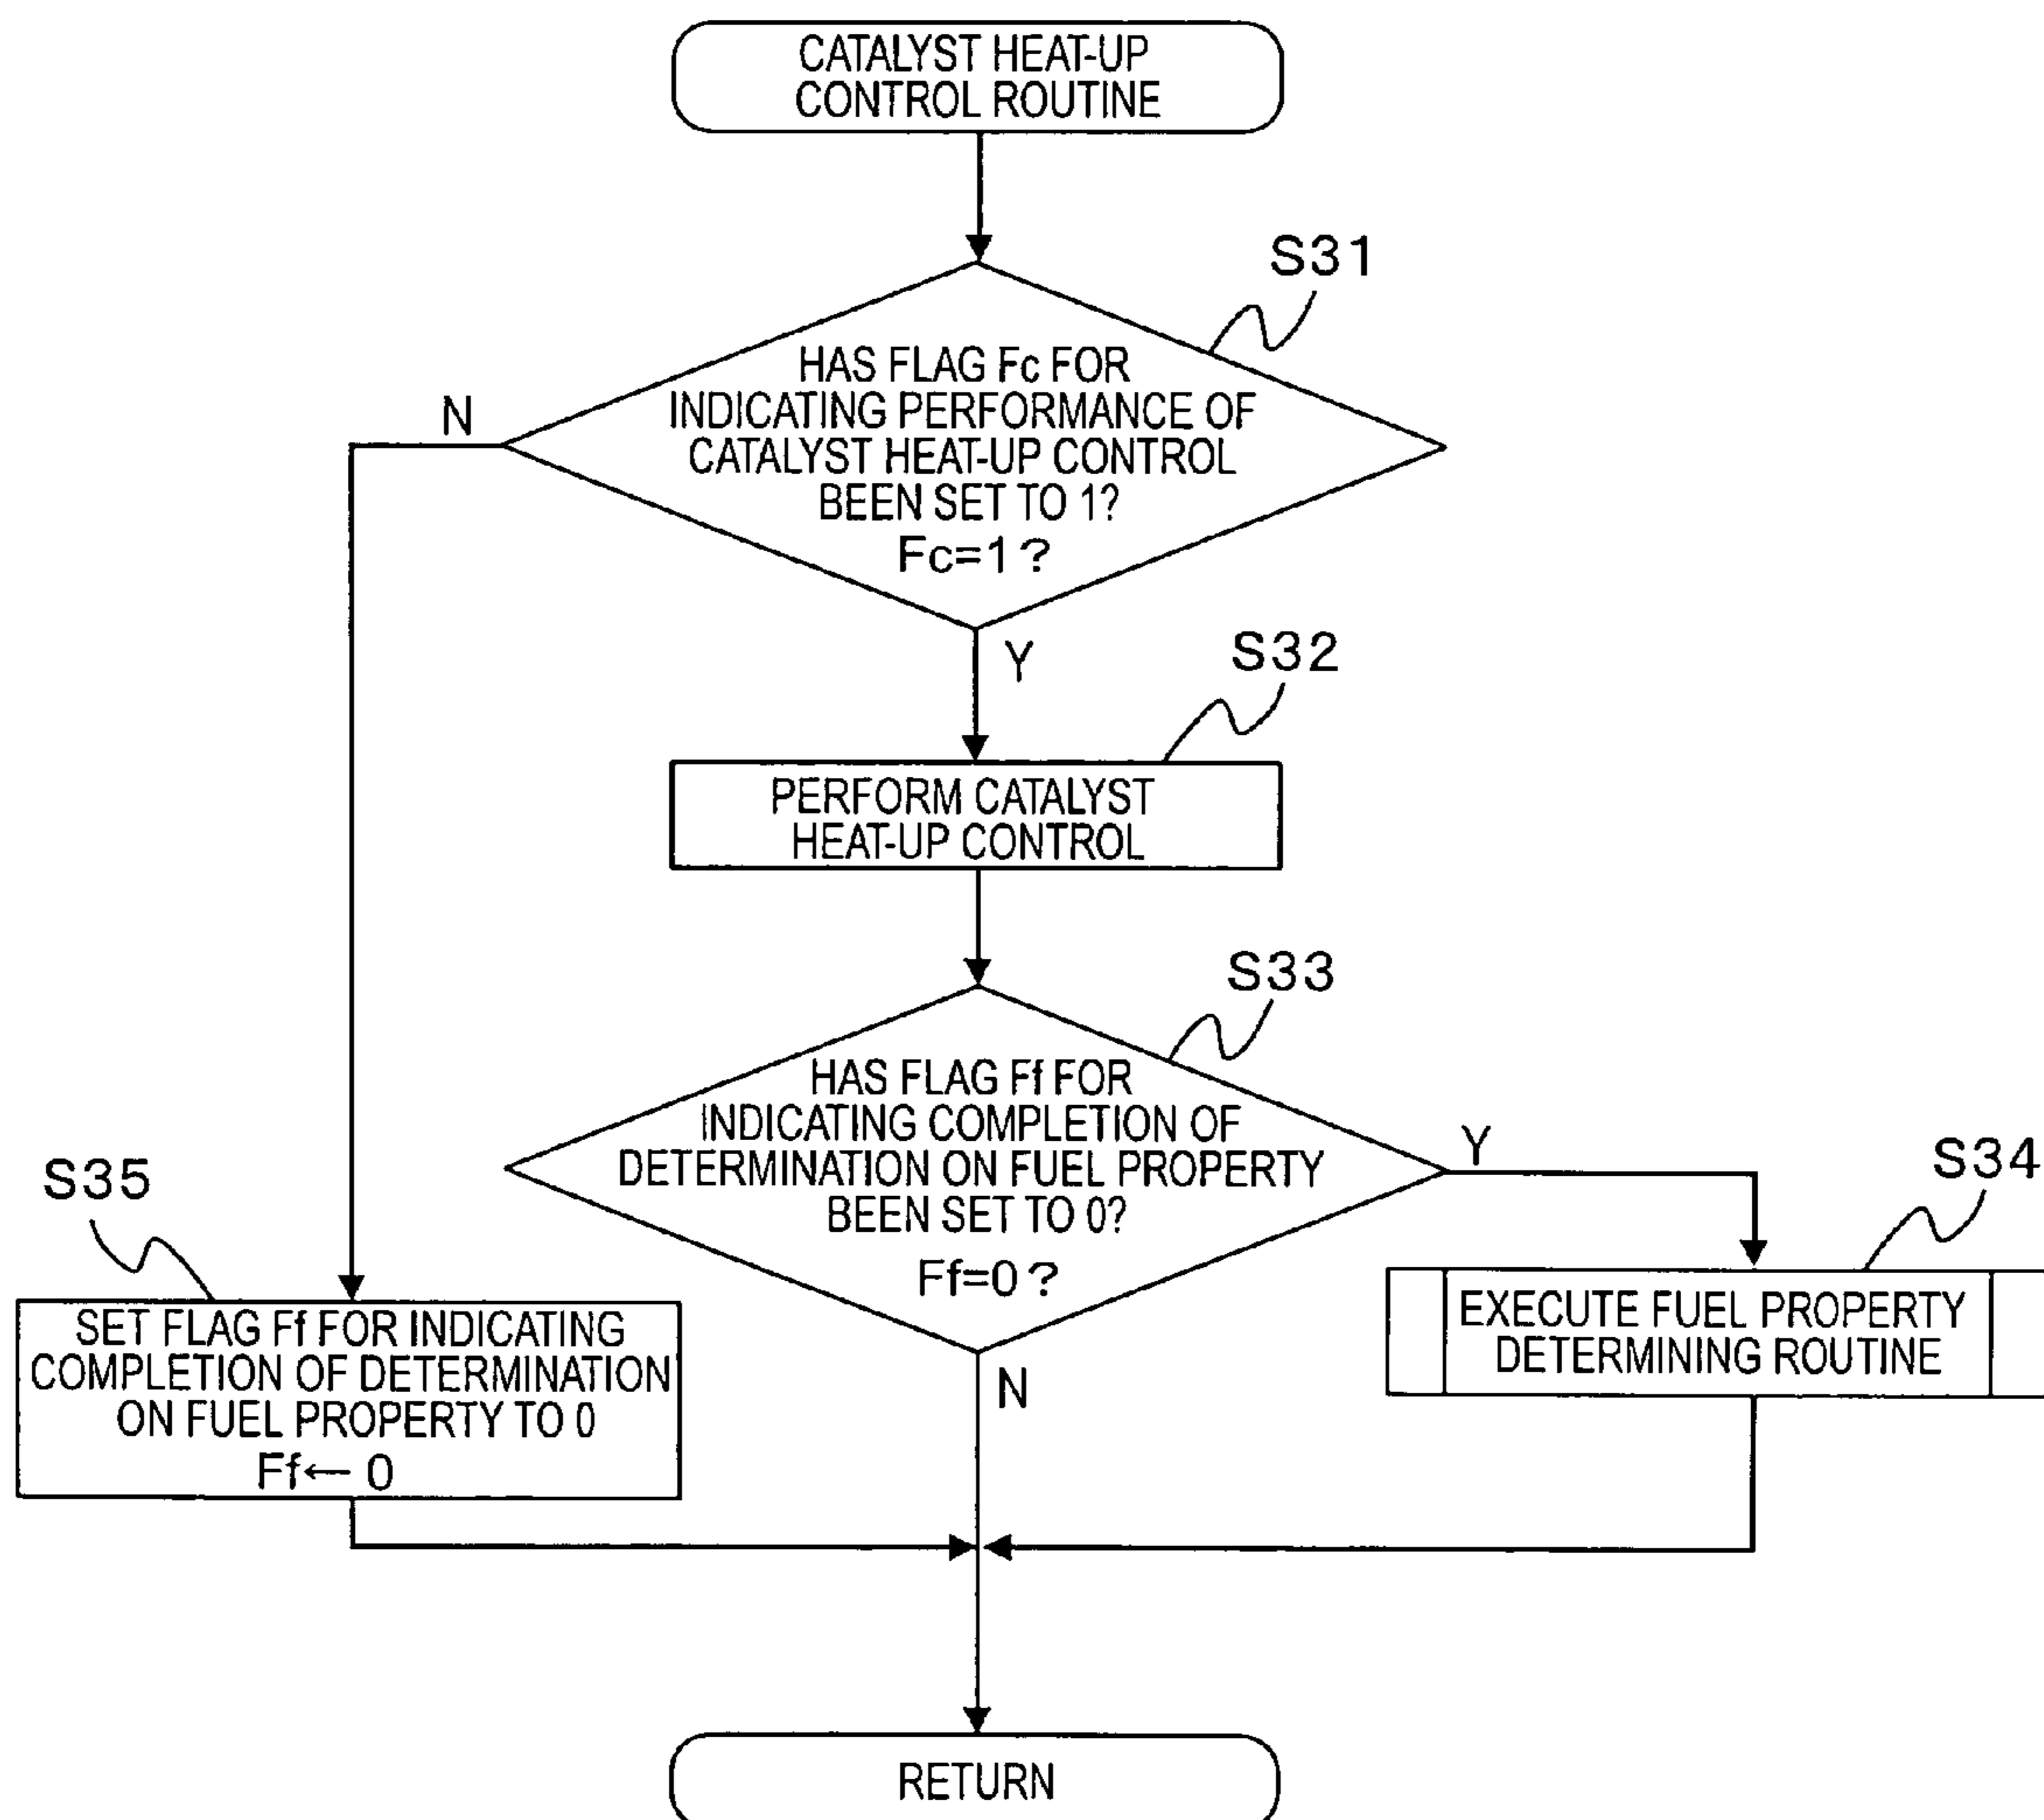 CATALYST HEAT-UP
CONTROL ROUTINE
S31
HAS FLAG Fc FOR
INDICATING PERFORMANCE OF
CATALYST HEAT-UP CONTROL
BEEN SET TO 1?
Fc=1?
N
Y
S32
PERFORM CATALYST
HEAT-UP CONTROL
S33
HAS FLAG Ff FOR
INDICATING COMPLETION OF
DETERMINATION ON FUEL PROPERTY
BEEN SET TO 0?
Ff=0?
Y
N
S34
EXECUTE FUEL PROPERTY
DETERMINING ROUTINE
S35
SET FLAG Ff FOR INDICATING
COMPLETION OF DETERMINATION
ON FUEL PROPERTY TO 0
Ff← 0
RETURN